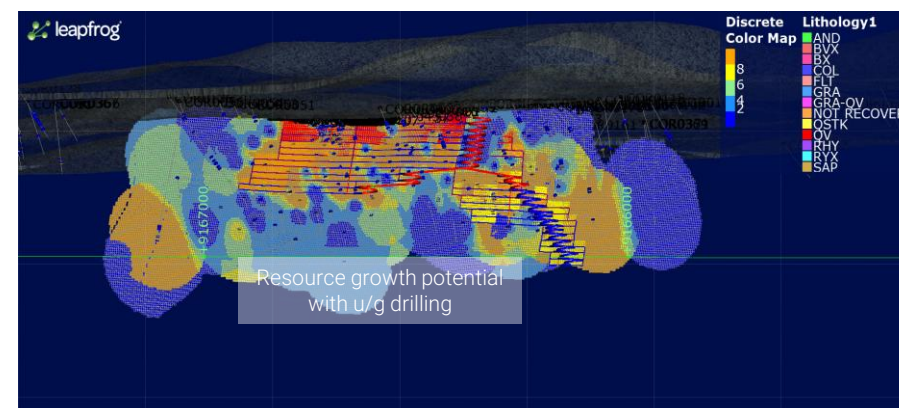 leapfrog
Discrete
Color Map
8
6
4
2
Lithology1
AND
BVX
BX
COL
FLT
GRA
GRA-QV
NOT RECOVE
QSTK
QV
RHY
RYX
SAP
+9167000
+9166000
Resource growth potential
with u/g drilling